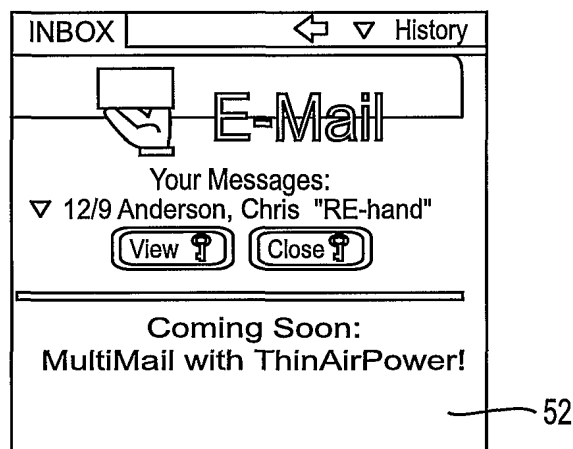 INBOX History
E-Mail
Your Messages:
12/9 Anderson, Chris "RE-hand"
View Close
Coming Soon:
MultiMail with ThinAirPower!
52